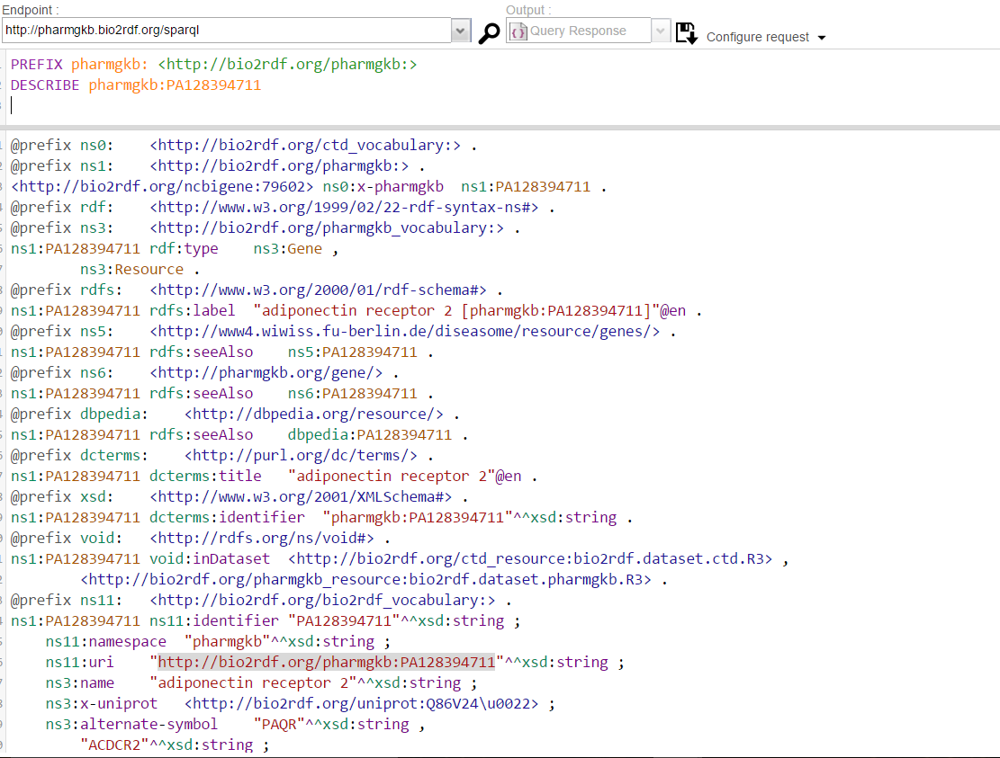 Endpoint :
Output :
http://pharmgkb.bio2rdf.org/sparql
Query Response
Configure request
PREFIX pharmgkb: <http://bio2rdf.org/pharmgkb:>
DESCRIBE pharmgkb:PA128394711
@prefix ns0: <http://bio2rdf.org/ctd_vocabulary:> .
@prefix ns1: <http://bio2rdf.org/pharmgkb:> .
<http://bio2rdf.org/ncbigene:79602> ns0:x-pharmgkb ns1:PA128394711 .
@prefix rdf: <http://www.w3.org/1999/02/22-rdf-syntax-ns#> .
@prefix ns3: <http://bio2rdf.org/pharmgkb_vocabulary:> .
ns1:PA128394711 rdf:type ns3:Gene ,
ns3:Resource .
@prefix rdfs: <http://www.w3.org/2000/01/rdf-schema#> .
ns1:PA128394711 rdfs:label "adiponectin receptor 2 [pharmgkb:PA128394711]"@en .
@prefix ns5: <http://www4.wiwiss.fu-berlin.de/diseasome/resource/genes/> .
ns1:PA128394711 rdfs:seeAlso ns5:PA128394711 .
@prefix ns6: <http://pharmgkb.org/gene/> .
ns1:PA128394711 rdfs:seeAlso ns6:PA128394711 .
@prefix dbpedia: <http://dbpedia.org/resource/> .
ns1:PA128394711 rdfs:seeAlso dbpedia:PA128394711 .
@prefix dcterms: <http://purl.org/dc/terms/> .
ns1:PA128394711 dcterms:title "adiponectin receptor 2"@en .
@prefix xsd: <http://www.w3.org/2001/XMLSchema#> .
ns1:PA128394711 dcterms:identifier "pharmgkb:PA128394711"^^xsd:string .
@prefix void: <http://rdfs.org/ns/void#> .
ns1:PA128394711 void:inDataset <http://bio2rdf.org/ctd_resource:bio2rdf.dataset.ctd.R3> ,
<http://bio2rdf.org/pharmgkb_resource:bio2rdf.dataset.pharmgkb.R3> .
@prefix ns11: <http://bio2rdf.org/bio2rdf_vocabulary:> .
ns1:PA128394711 ns11:identifier "PA128394711"^^xsd:string ;
ns11:namespace "pharmgkb"^^xsd:string ;
ns11:uri "http://bio2rdf.org/pharmgkb:PA128394711"^^xsd:string ;
ns3:name "adiponectin receptor 2"^^xsd:string ;
ns3:x-uniprot <http://bio2rdf.org/uniprot:Q86V24\u0022> ;
ns3:alternate-symbol "PAQR"^^xsd:string ,
"ACDCR2"^^xsd:string ;